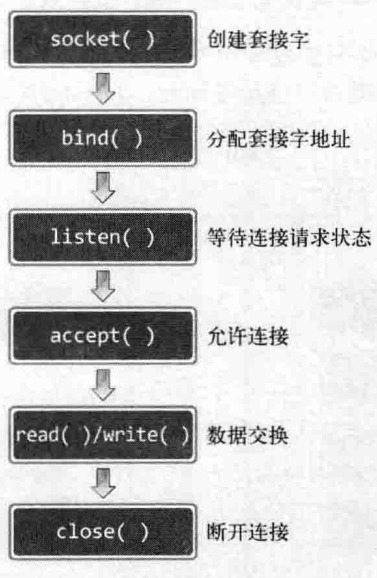 socket( ) 创建套接字
bind( ) 分配套接字地址
listen( ) 等待连接请求状态
accept( ) 允许连接
read( )/write( ) 数据交换
close( ) 断开连接